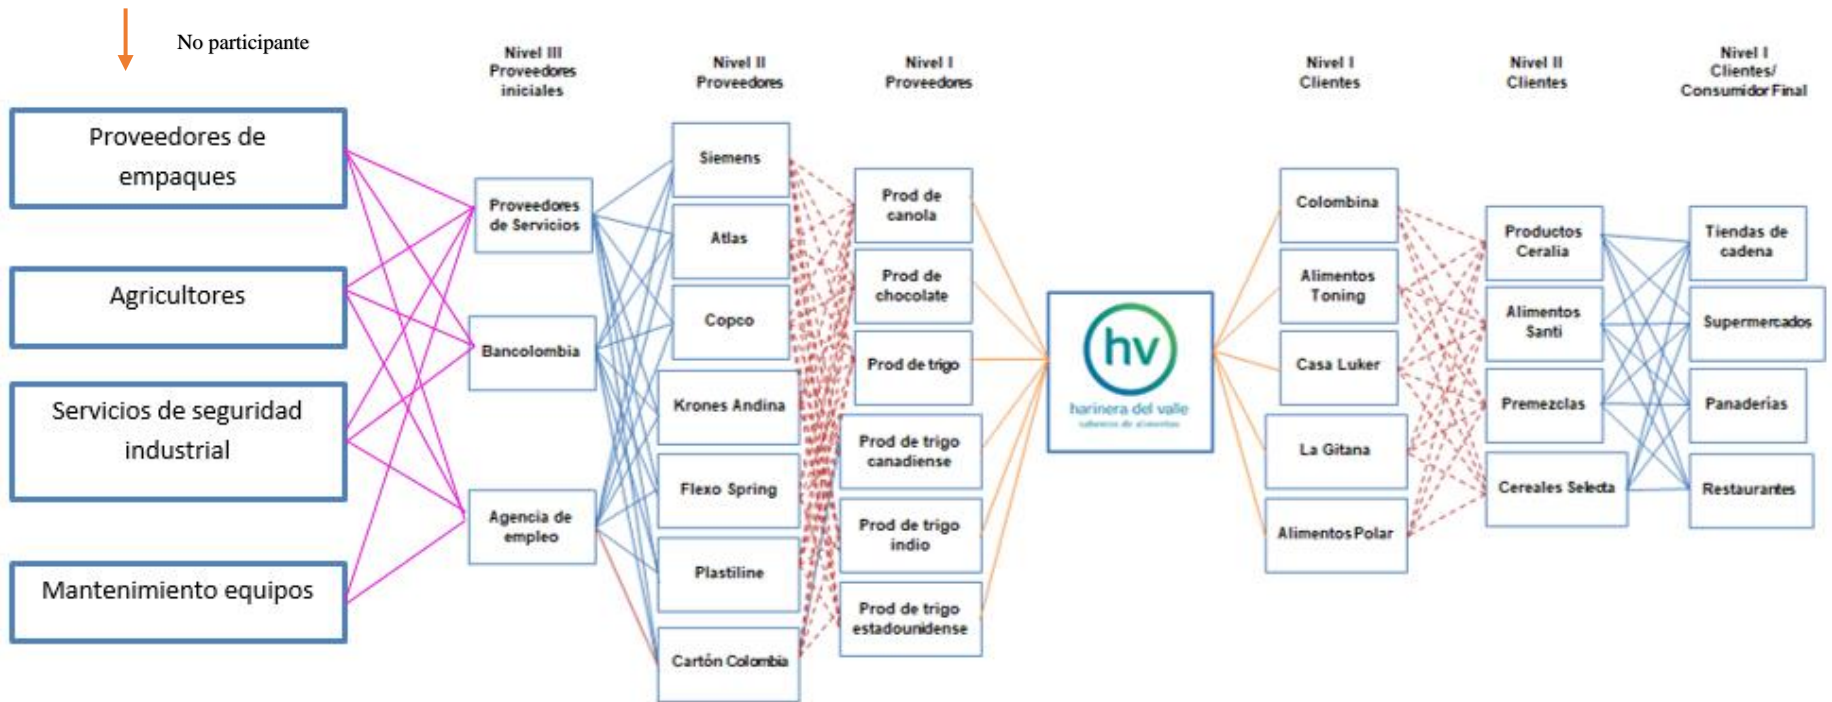 No participante
Nivel III
Proveedores
iniciales
Nivel II
Proveedores
Nivel I
Proveedores
Nivel I
Clientes
Nivel II
Clientes
Nivel I
Clientes/
Consumidor Final
Proveedores de
empaques
Agricultores
Servicios de seguridad
industrial
Mantenimiento equipos
Proveedores
de Servicios
Bancolombia
Agencia de
empleo
Siemens
Atlas
Copco
Krones Andina
Flexo Spring
Plastiline
Cartón Colombia
Prod de
canola
Prod de
chocolate
Prod de trigo
Prod de trigo
canadiense
Prod de trigo
indio
Prod de trigo
estadounidense
hv
harinera del valle
Colombina
Alimentos
Toning
Casa Luker
La Gitana
Alimentos Polar
Productos
Ceralia
Alimentos
Santi
Premezclas
Cereales Selecta
Tiendas de
cadena
Supermercados
Panaderías
Restaurantes